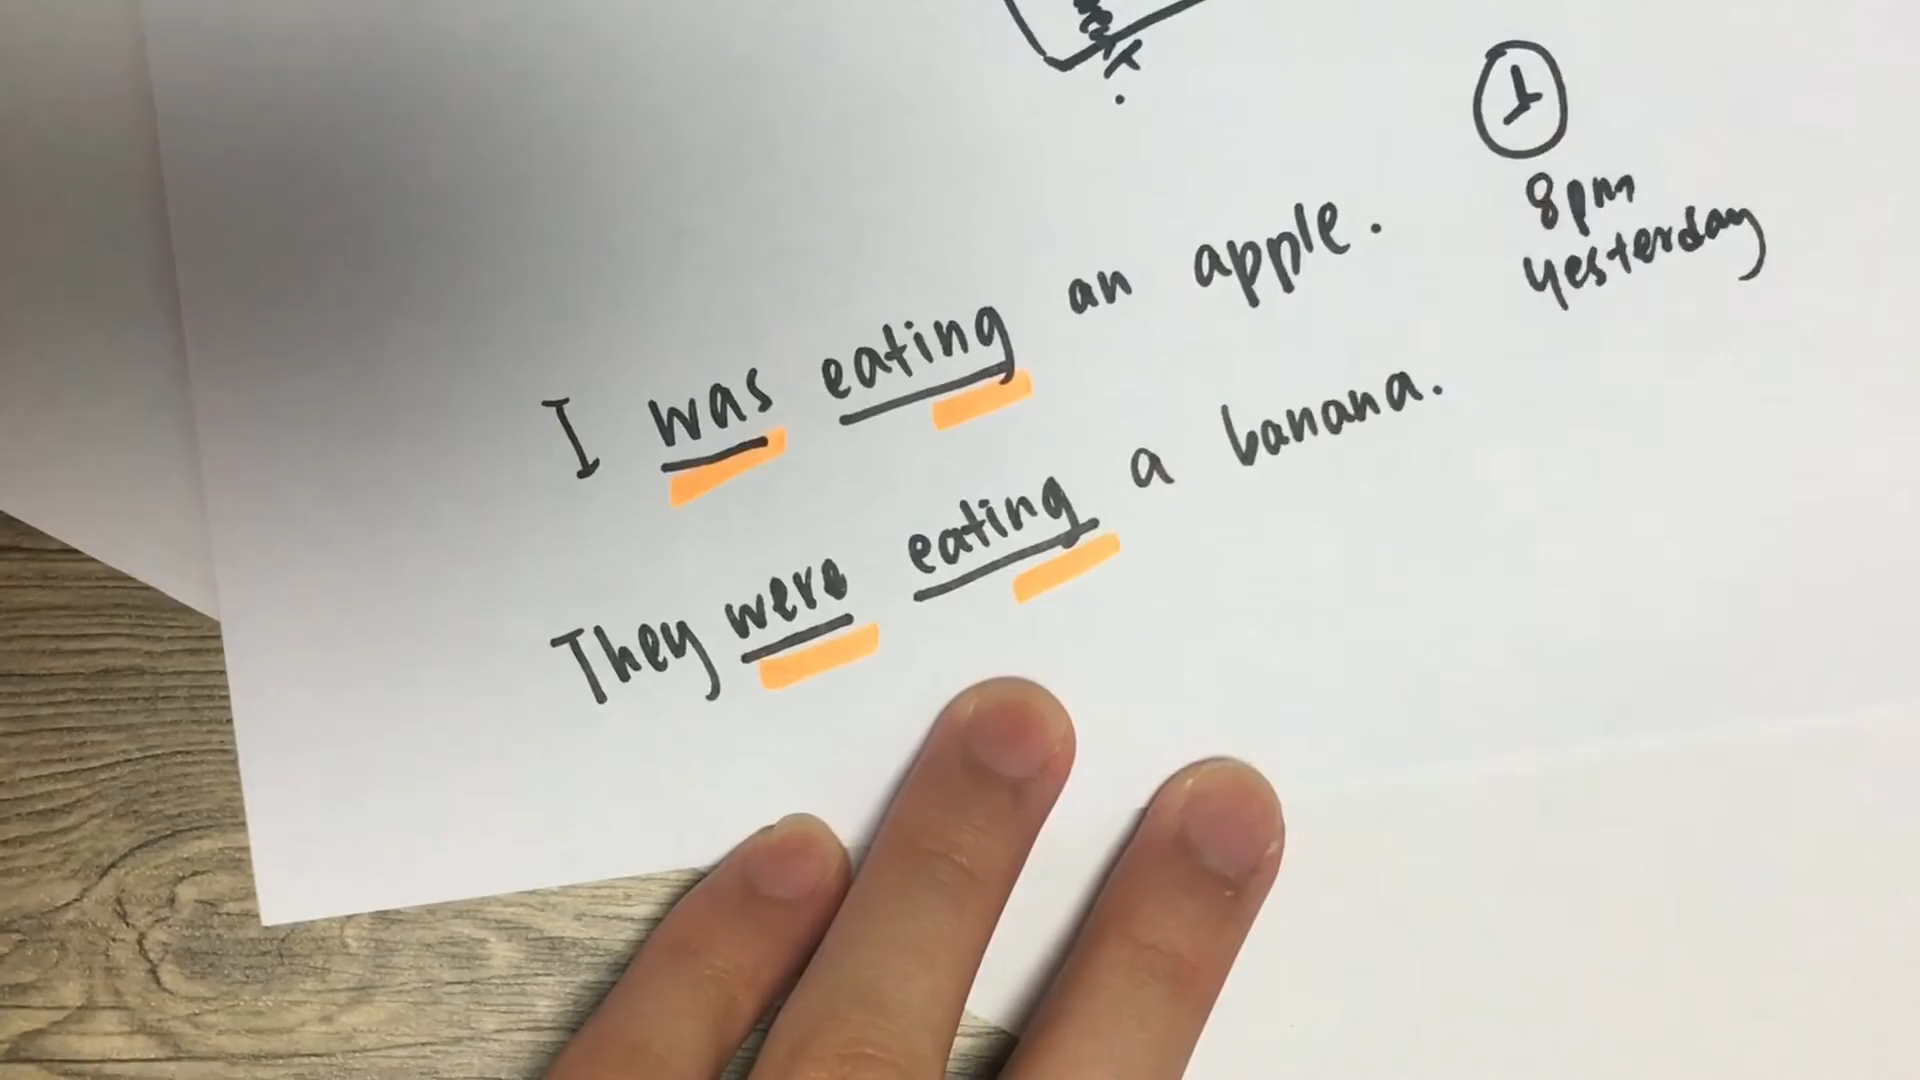 8pm
yesterday
I was eating an apple.
They were eating a banana.